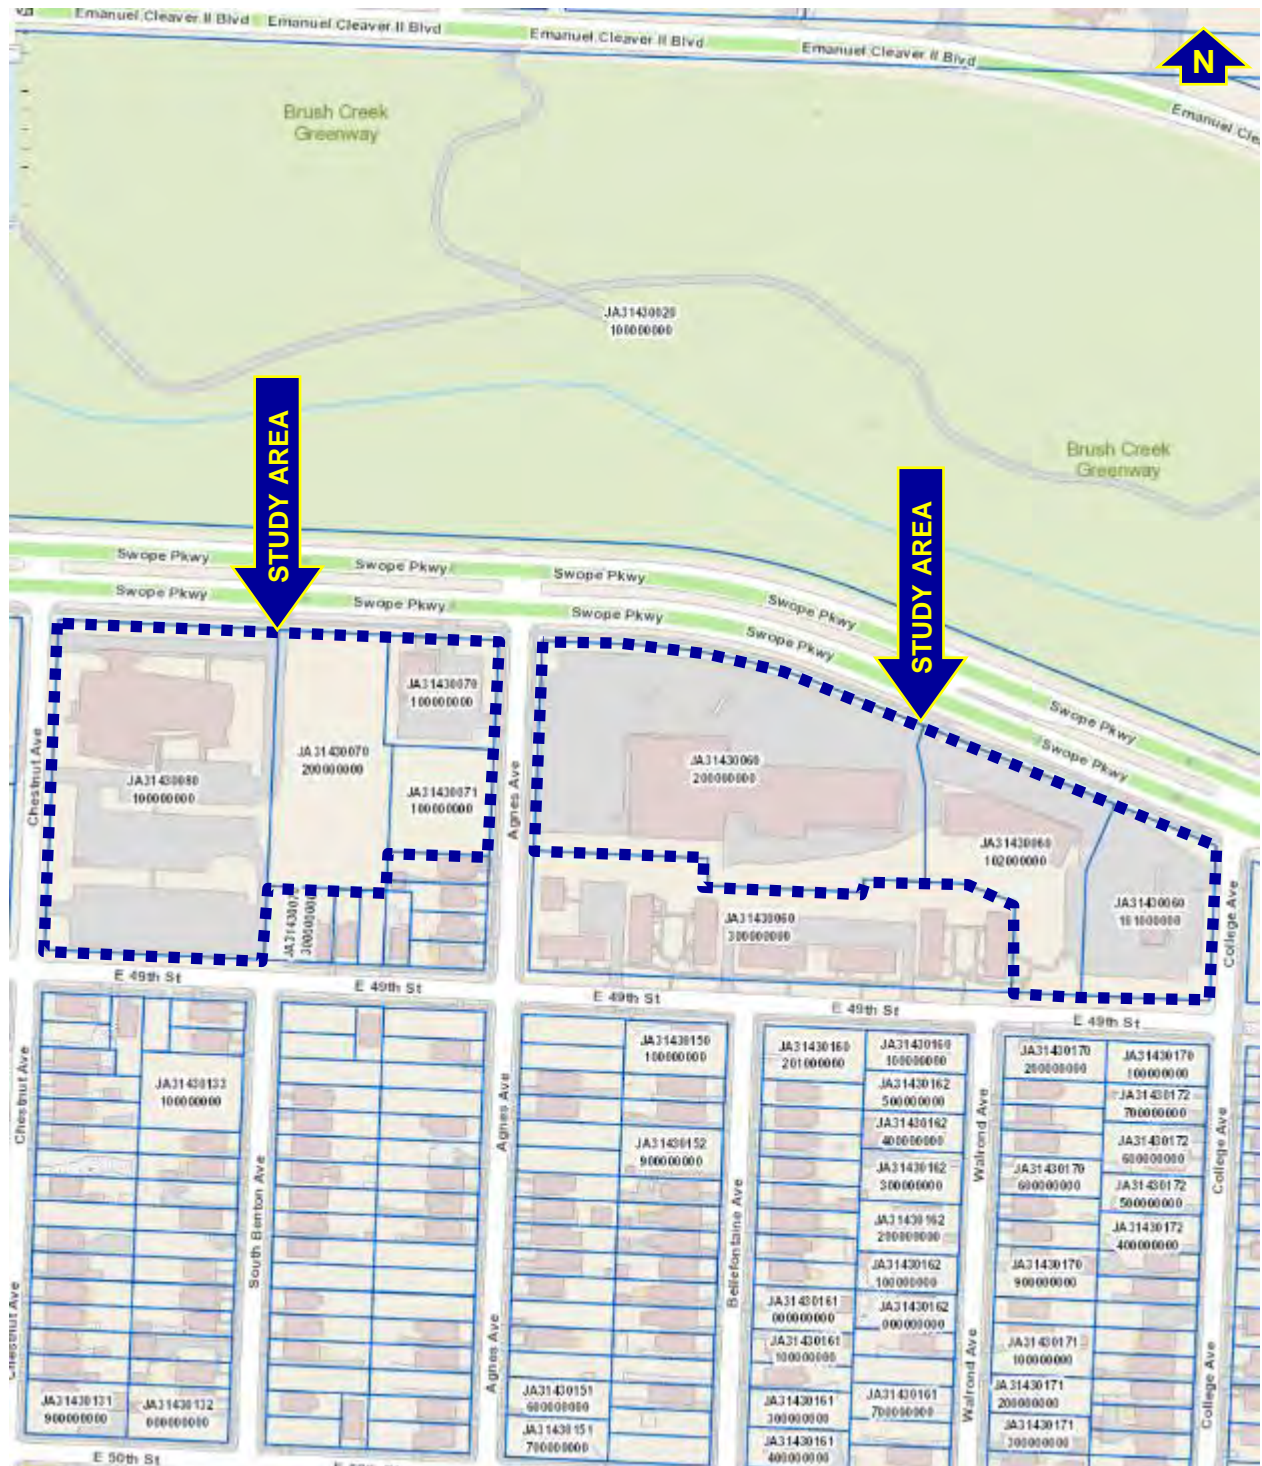 Emanuel Cleaver II Blvd
Emanuel Cleaver II Blvd
Emanuel Cleaver II Blvd
Emanuel Cleaver II Blvd
N
Emanuel Cle
Brush Creek
Greenway
JA31430020
100000000
Brush Creek
Greenway
STUDY AREA
STUDY AREA
Swope Pkwy
Swope Pkwy
Swope Pkwy
Swope Pkwy
Swope Pkwy
Swope Pkwy
Swope Pkwy
Swope Pkwy
Swope Pkwy
Swope Pkwy
Chestnut Ave
JA31430080
100000000
JA31430070
200000000
JA31430070
100000000
JA31430071
100000000
Agnes Ave
JA31430060
200000000
JA31430060
102000000
JA31430060
101000000
JA31430060
300000000
College Ave
E 49th St
E 49th St
E 49th St
E 49th St
E 49th St
Chestnut Ave
JA31430133
100000000
South Benton Ave
Agnes Ave
JA31430150
100000000
JA31430152
900000000
Bellefontaine Ave
JA31430160
201000000
JA31430160
100000000
JA31430162
500000000
JA31430162
400000000
JA31430162
300000000
JA31430162
200000000
JA31430162
100000000
JA31430162
000000000
JA31430161
000000000
JA31430161
100000000
JA31430161
300000000
JA31430161
400000000
JA31430161
700000000
Walrond Ave
Walrond Ave
JA31430170
200000000
JA31430170
100000000
JA31430172
700000000
JA31430172
600000000
JA31430172
500000000
JA31430172
400000000
JA31430170
600000000
JA31430170
900000000
JA31430171
100000000
JA31430171
200000000
JA31430171
300000000
College Ave
College Ave
Chestnut Ave
JA31430131
900000000
JA31430132
000000000
Agnes Ave
JA31430151
600000000
JA31430151
700000000
E 50th St